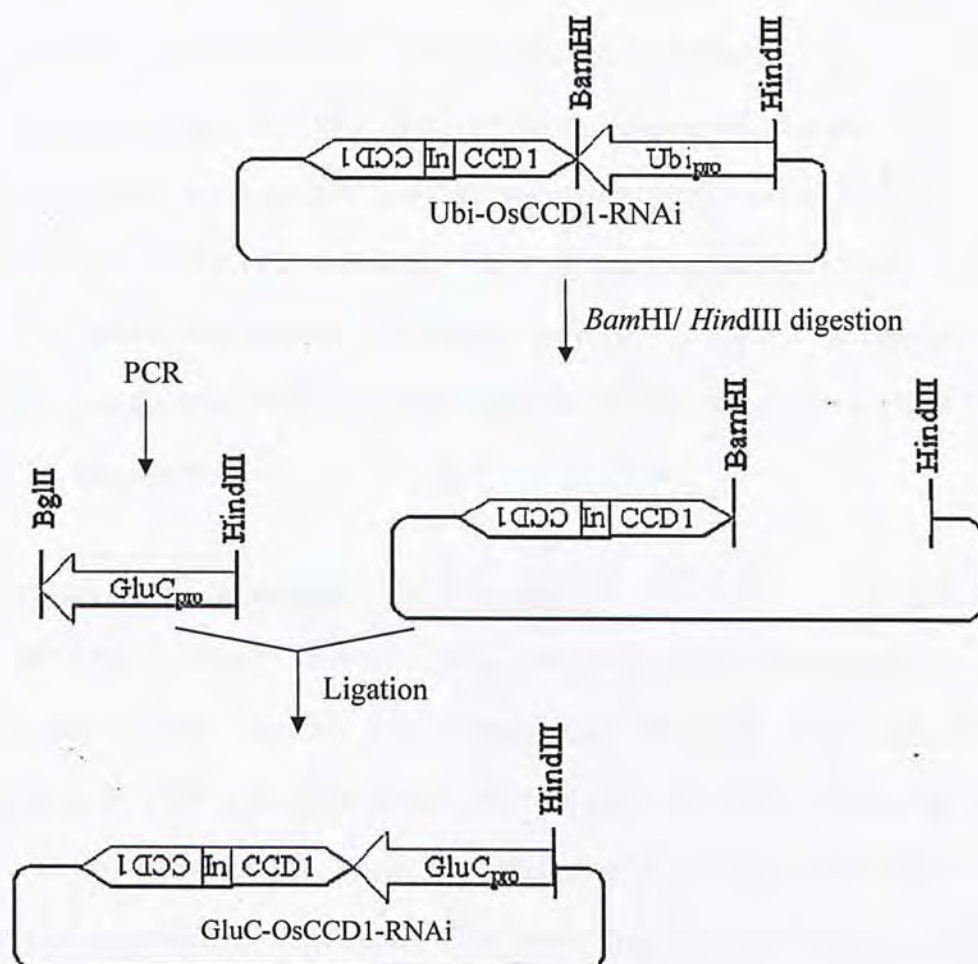 BamHI
HindIII
CCD1 In CCD1 Ubipro
Ubi-OsCCD1-RNAi
BamHI/ HindIII digestion
PCR
BglII
HindIII
GluCpro
BamHI
HindIII
CCD1 In CCD1
Ligation
HindIII
CCD1 In CCD1 GluCpro
GluC-OsCCD1-RNAi